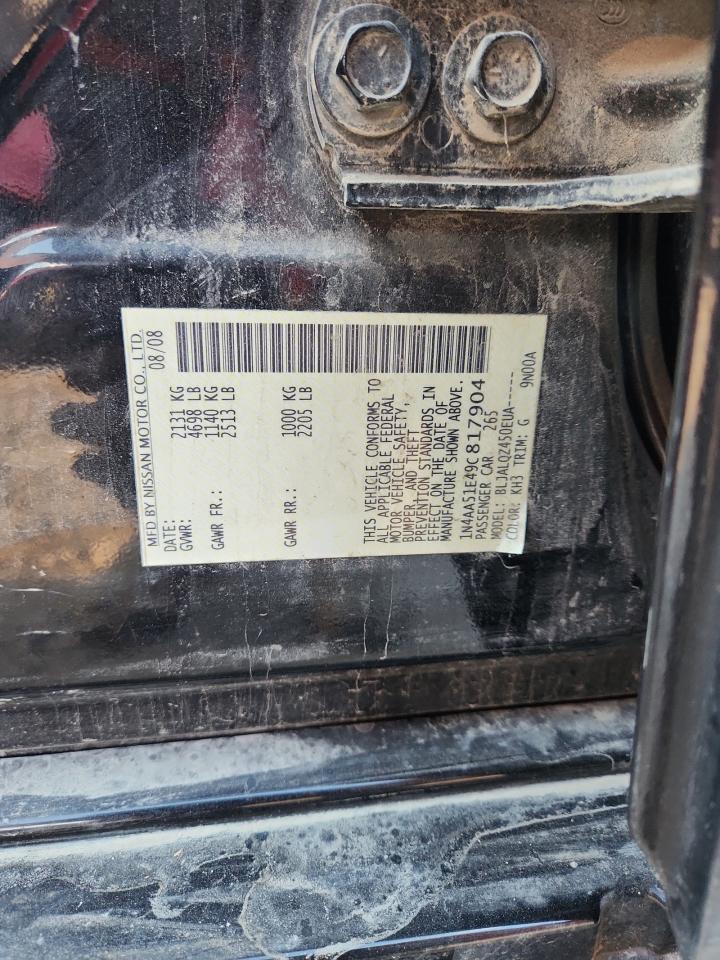 MFD BY NISSAN MOTOR CO., LTD.
DATE: 08/08
GVWR: 2131 KG
4698 LB
GAWR FR.: 1140 KG
2513 LB
GAWR RR.: 1000 KG
2205 LB
THIS VEHICLE CONFORMS TO
ALL APPLICABLE FEDERAL
MOTOR VEHICLE SAFETY,
BUMPER, AND THEFT
PREVENTION STANDARDS IN
EFFECT ON THE DATE OF
MANUFACTURE SHOWN ABOVE.
1N4AA51E49C817904
PASSENGER CAR 265
MODEL: BLJALQZ450EUA-----
COLOR: KH3 TRIM: G 9N00A